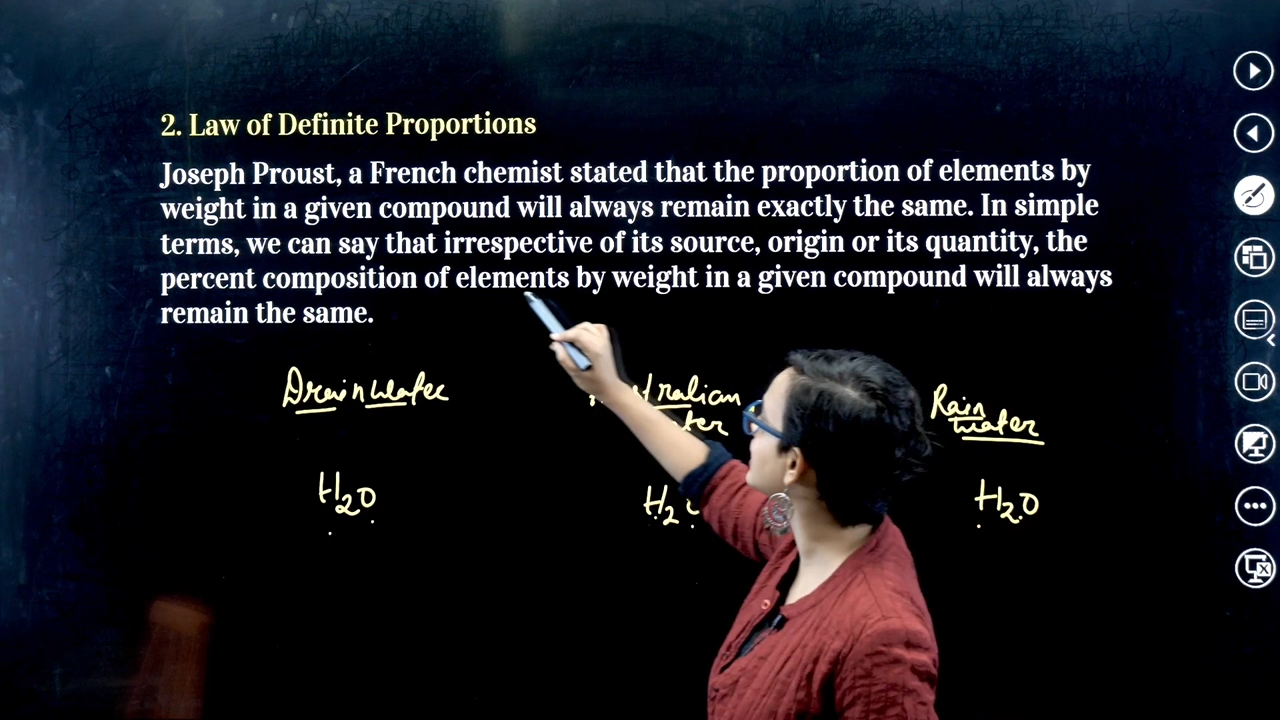 2. Law of Definite Proportions
Joseph Proust, a French chemist stated that the proportion of elements by
weight in a given compound will always remain exactly the same. In simple
terms, we can say that irrespective of its source, origin or its quantity, the
percent composition of elements by weight in a given compound will always
remain the same.
Drain water
Rain
water
H₂O
H₂
H₂O